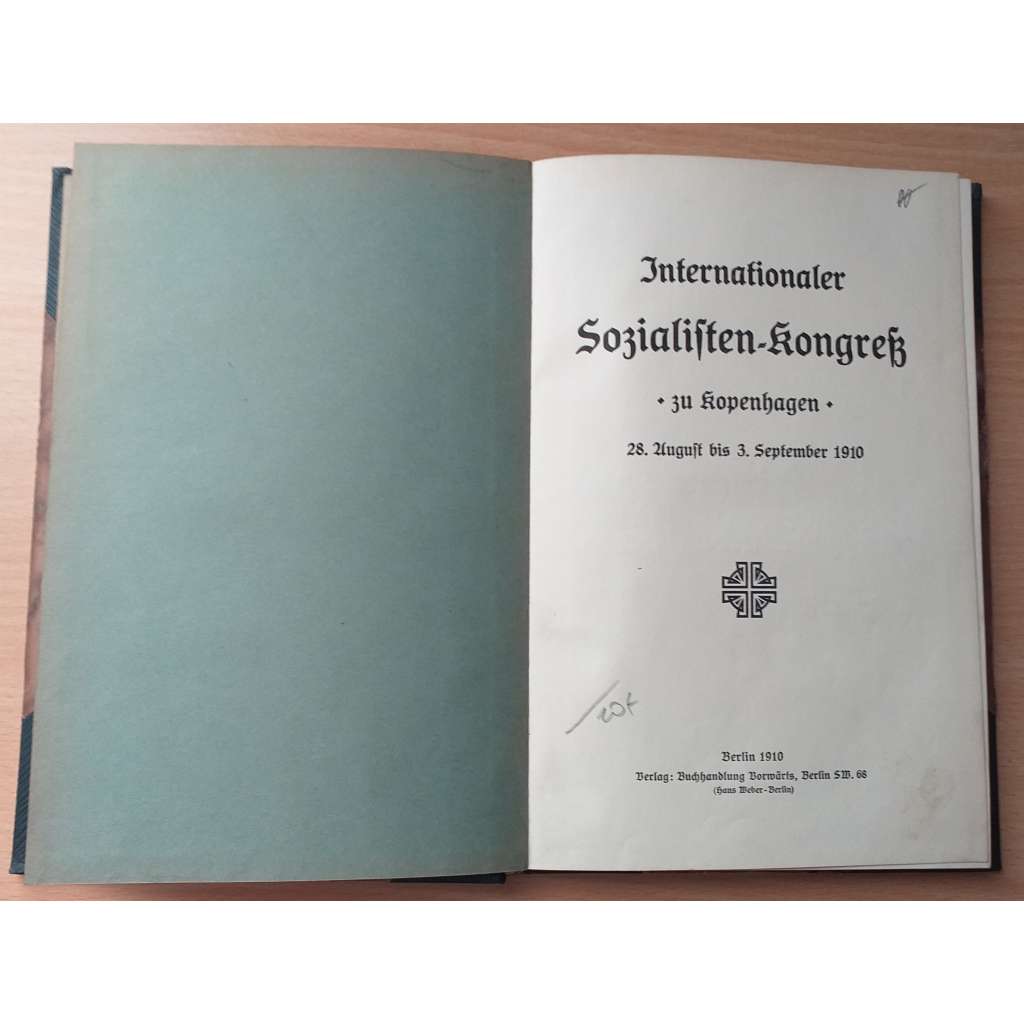 Internationaler
Sozialisten-Kongreß
zu Kopenhagen
28. August bis 3. September 1910
Berlin 1910
Verlag: Buchhandlung Vorwärts, Berlin SW. 68
(Hans Weber-Berlin)